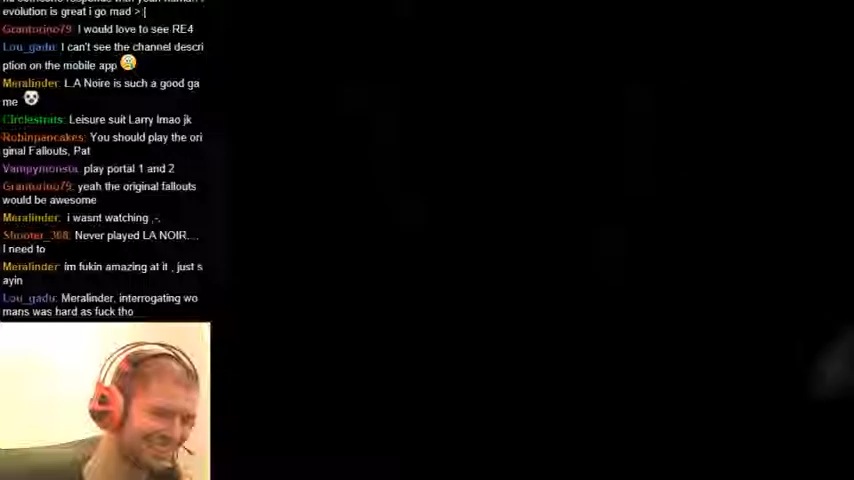 evolution is great i go mad >:[
Grantorino79: I would love to see RE4
Lou_gadu: I can't see the channel descri
ption on the mobile app
Meralinder: L.A Noire is such a good ga
me
Circlestruts: Leisure suit Larry lmao jk
Robinpancakes: You should play the ori
ginal Fallouts, Pat
Vampymonsta: play portal 1 and 2
Grantorino79: yeah the original fallouts
would be awesome
Meralinder: i wasnt watching ,-.
Shooter_308: Never played LA NOIR....
I need to
Meralinder: im fukin amazing at it , just s
ayin
Lou_gadu: Meralinder, interrogating wo
mans was hard as fuck tho